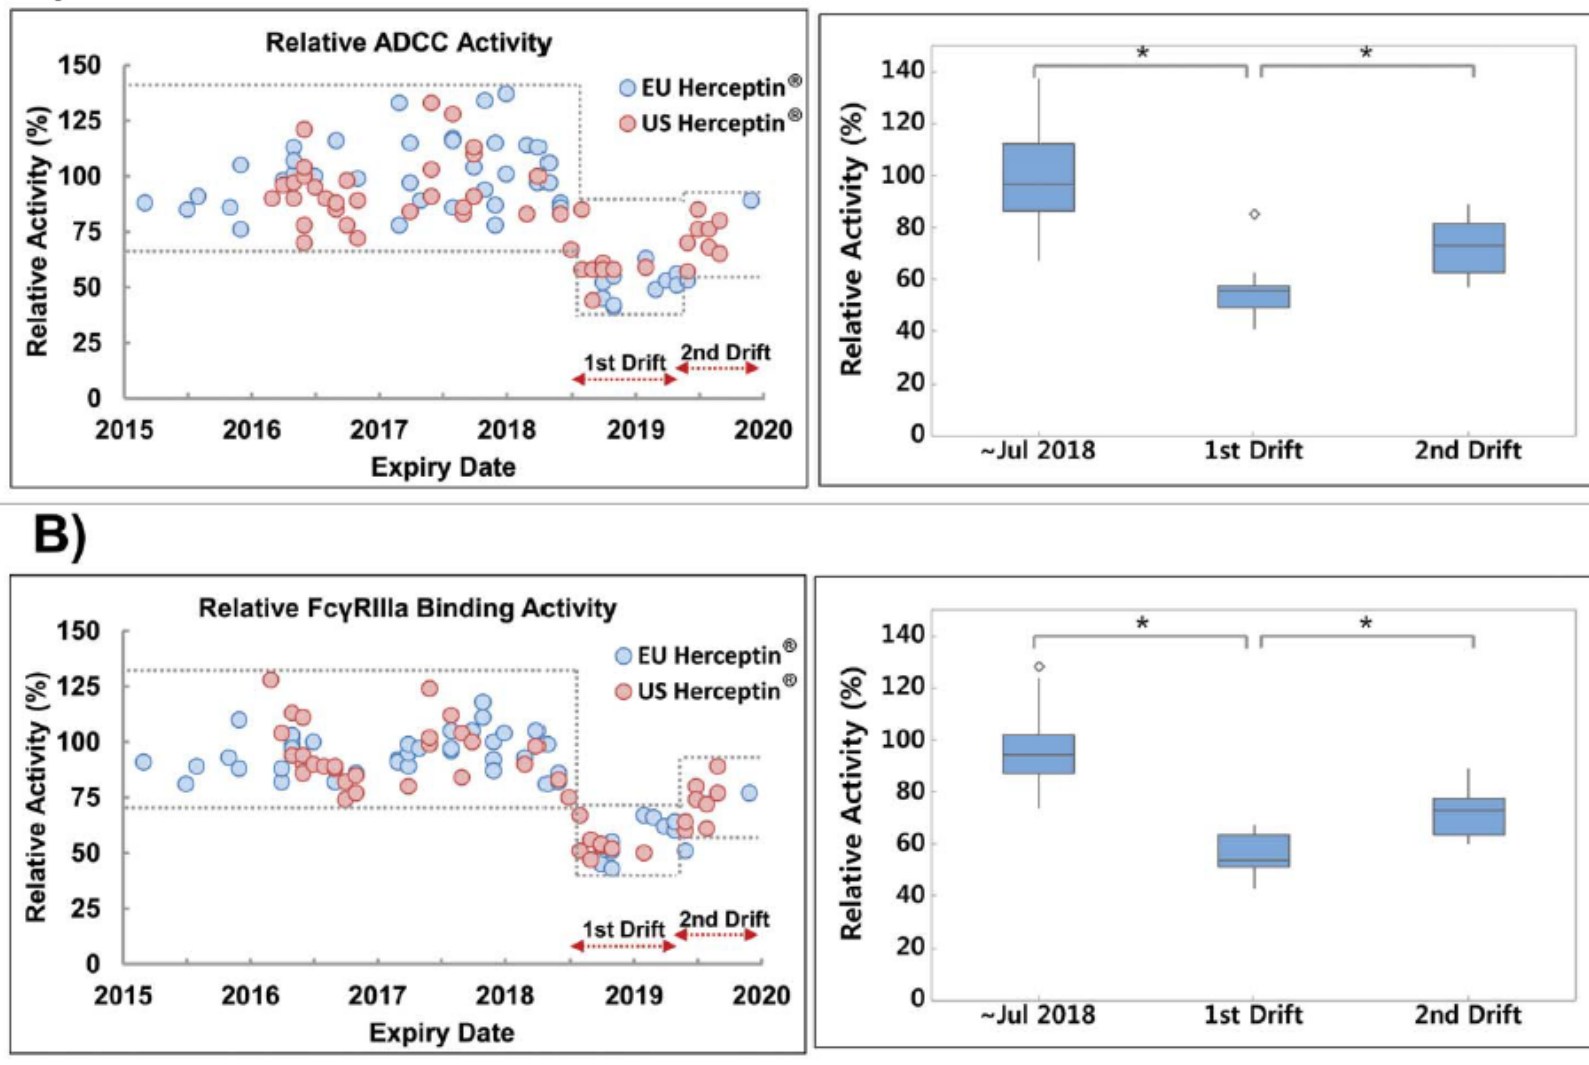 Relative ADCC Activity
Relative Activity (%)
150
125
100
75
50
25
0
EU Herceptin®
US Herceptin®
1st Drift
2nd Drift
2015 2016 2017 2018 2019 2020
Expiry Date
Relative Activity (%)
140
120
100
80
60
40
20
0
* *
~Jul 2018 1st Drift 2nd Drift
B)
Relative FcγRIIIa Binding Activity
Relative Activity (%)
150
125
100
75
50
25
0
EU Herceptin®
US Herceptin®
1st Drift
2nd Drift
2015 2016 2017 2018 2019 2020
Expiry Date
Relative Activity (%)
140
120
100
80
60
40
20
0
* *
~Jul 2018 1st Drift 2nd Drift